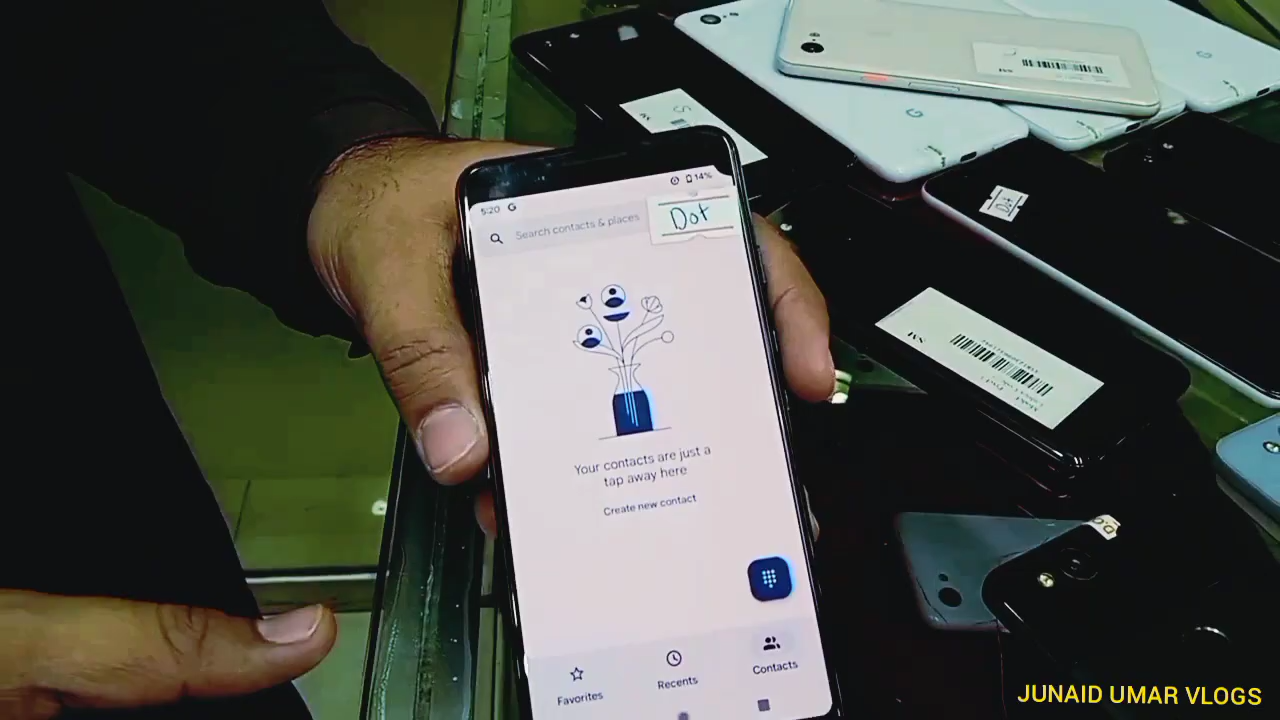 5:20 G
14%
Search contacts & places
Dot
Your contacts are just a
tap away here
Create new contact
Favorites
Recents
Contacts
Dot
JUNAID UMAR VLOGS